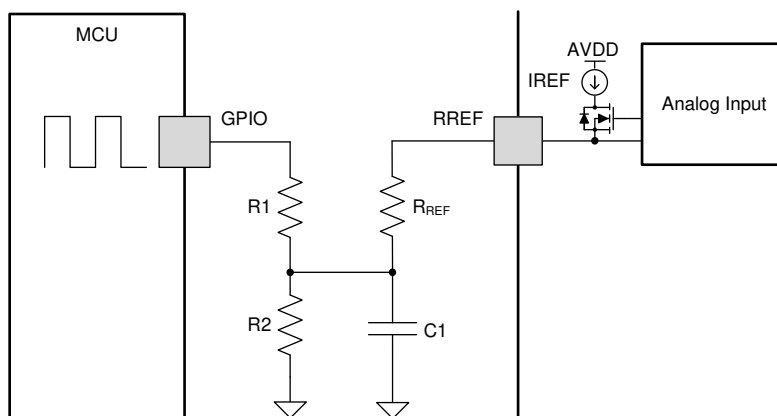 MCU
GPIO
RREF
AVDD
IREF
Analog Input
R1
RREF
R2
C1